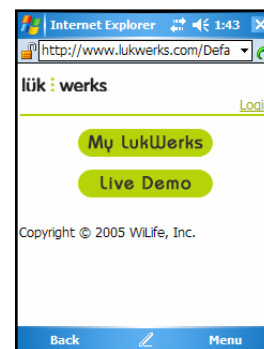 Internet Explorer 1:43
http://www.lukwerks.com/Defa
lük werks
Logi
My LukWerks
Live Demo
Copyright © 2005 WiLife, Inc.
Back Menu